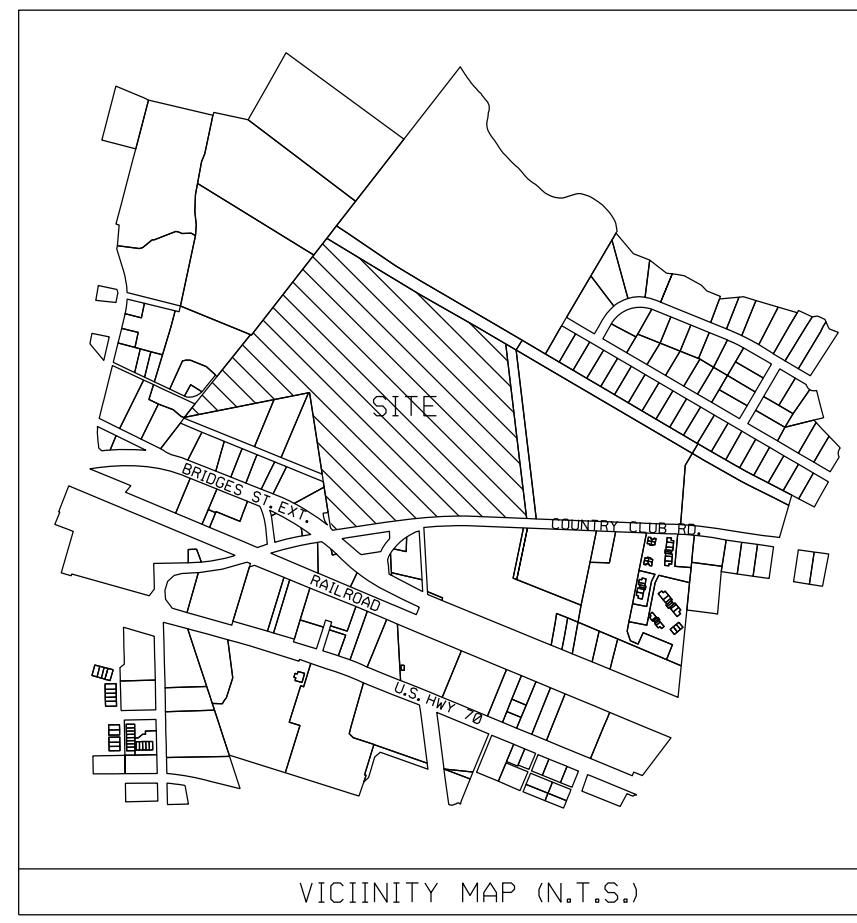 SITE
BRIDGES ST. EXT.
COUNTRY CLUB RD.
RAILROAD
U.S. HWY 70
VICIINITY MAP (N.T.S.)